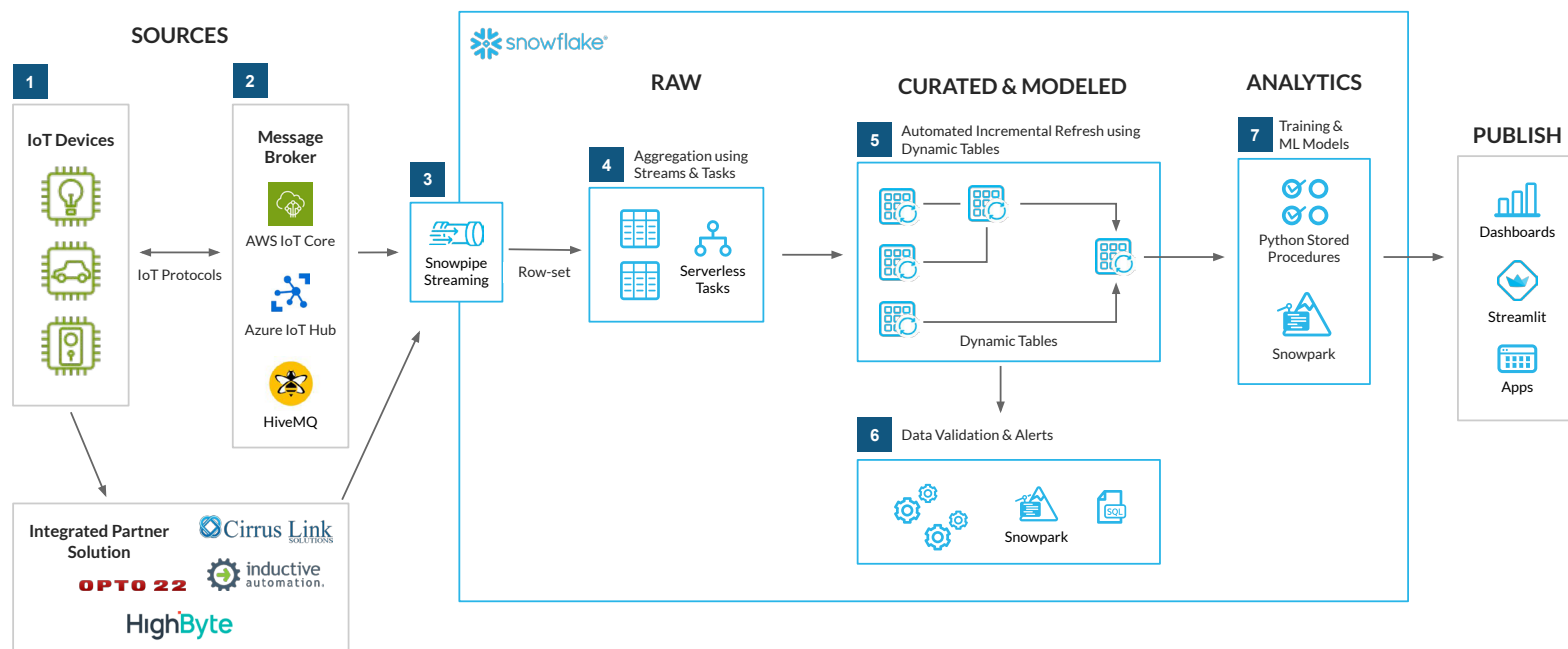 SOURCES
1
IoT Devices
IoT Protocols
2
Message
Broker
AWS IoT Core
Azure IoT Hub
HiveMQ
Integrated Partner
Solution
Cirrus Link
SOLUTIONS
OPTO 22
inductive
automation.
HighByte
3
Snowpipe
Streaming
Row-set
snowflake®
RAW
4
Aggregation using
Streams & Tasks
Serverless
Tasks
CURATED & MODELED
5
Automated Incremental Refresh using
Dynamic Tables
Dynamic Tables
6
Data Validation & Alerts
Snowpark
SQL
ANALYTICS
7
Training &
ML Models
Python Stored
Procedures
Snowpark
PUBLISH
Dashboards
Streamlit
Apps